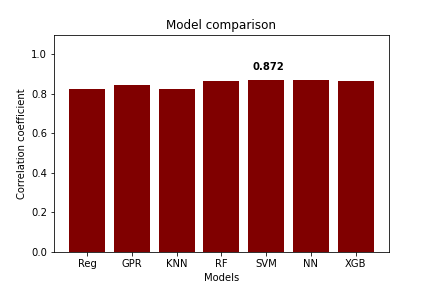 Model comparison
1.0
0.8
0.6
0.4
0.2
0.0
Correlation coefficient
0.872
Reg GPR KNN RF SVM NN XGB
Models